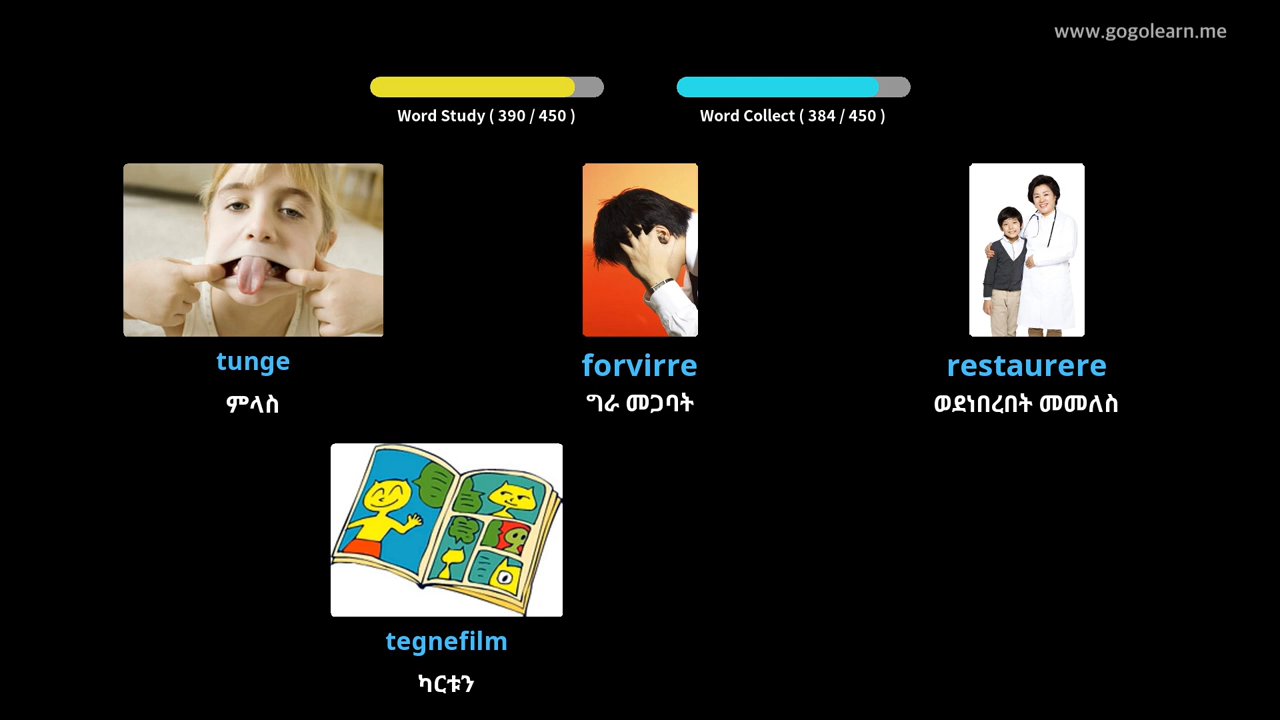 www.gogolearn.me
Word Study ( 390 / 450 )
Word Collect ( 384 / 450 )
tunge
ምላስ
forvirre
ግራ መጋባት
restaurere
ወደነበረበት መመለስ
tegnefilm
ካርቱን